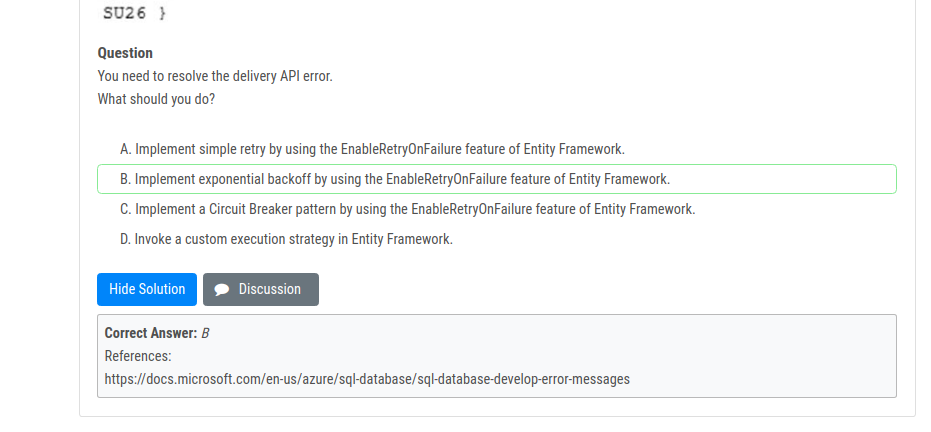 SU26 }
Question
You need to resolve the delivery API error.
What should you do?
A. Implement simple retry by using the EnableRetryOnFailure feature of Entity Framework.
B. Implement exponential backoff by using the EnableRetryOnFailure feature of Entity Framework.
C. Implement a Circuit Breaker pattern by using the EnableRetryOnFailure feature of Entity Framework.
D. Invoke a custom execution strategy in Entity Framework.
Hide Solution Discussion
Correct Answer: B
References:
https://docs.microsoft.com/en-us/azure/sql-database/sql-database-develop-error-messages